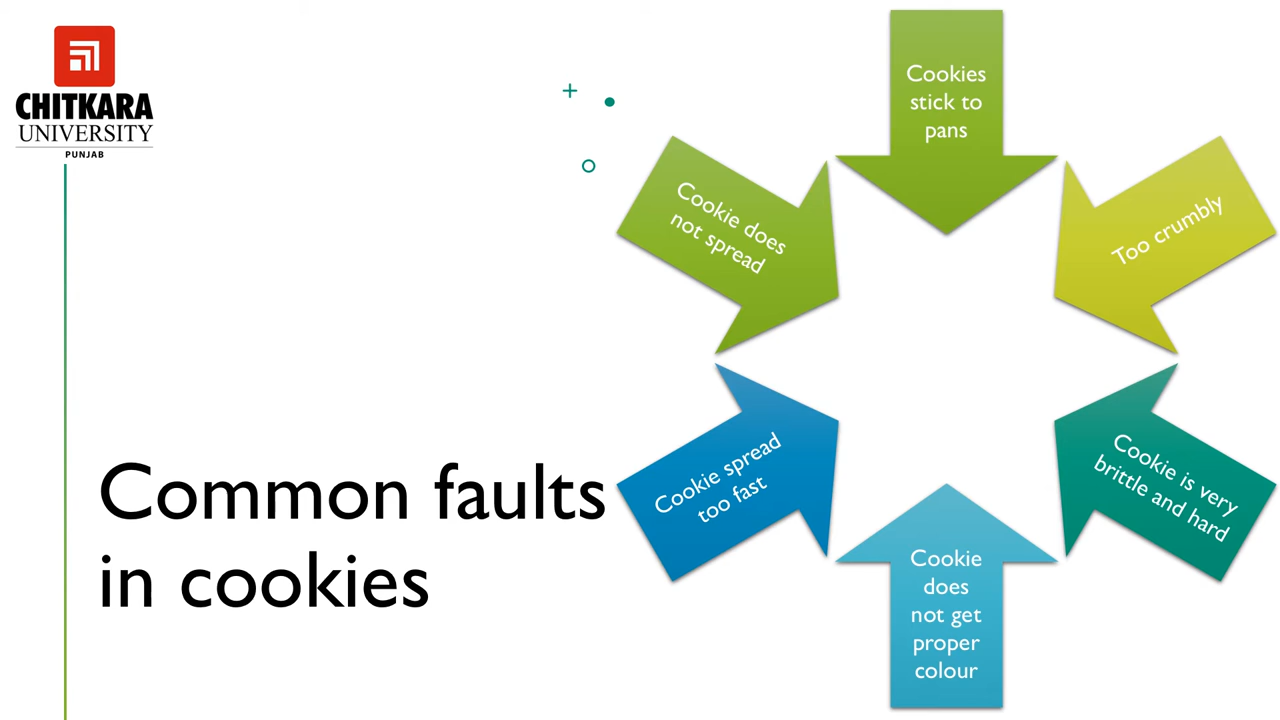 CHITKARA
UNIVERSITY
PUNJAB
Common faults
in cookies
Cookies
stick to
pans
Too crumbly
Cookie is very
brittle and hard
Cookie
does
not get
proper
colour
Cookie spread
too fast
Cookie does
not spread